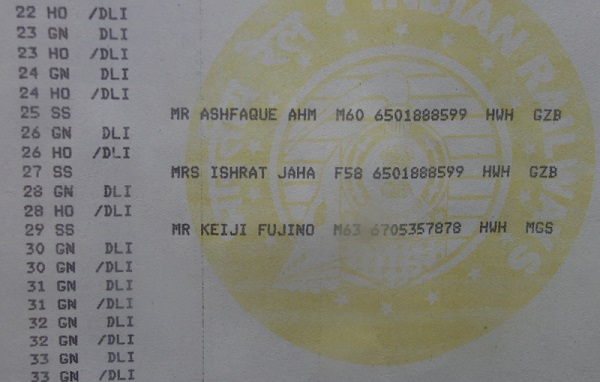 22 HO /DLI
23 GN DLI
23 HO /DLI
24 GN DLI
24 HO /DLI
25 SS MR ASHFAQUE AHM M60 6501888599 HWH GZB
26 GN DLI
26 HO /DLI
27 SS MRS ISHRAT JAHA F58 6501888599 HWH GZB
28 GN DLI
28 HO /DLI
29 SS MR KEIJI FUJINO M63 6705357878 HWH MGS
30 GN DLI
30 GN /DLI
31 GN DLI
31 GN /DLI
32 GN DLI
32 GN /DLI
33 GN DLI
33 GN /DLI
INDIAN RAILWAYS
भारतीय रेल